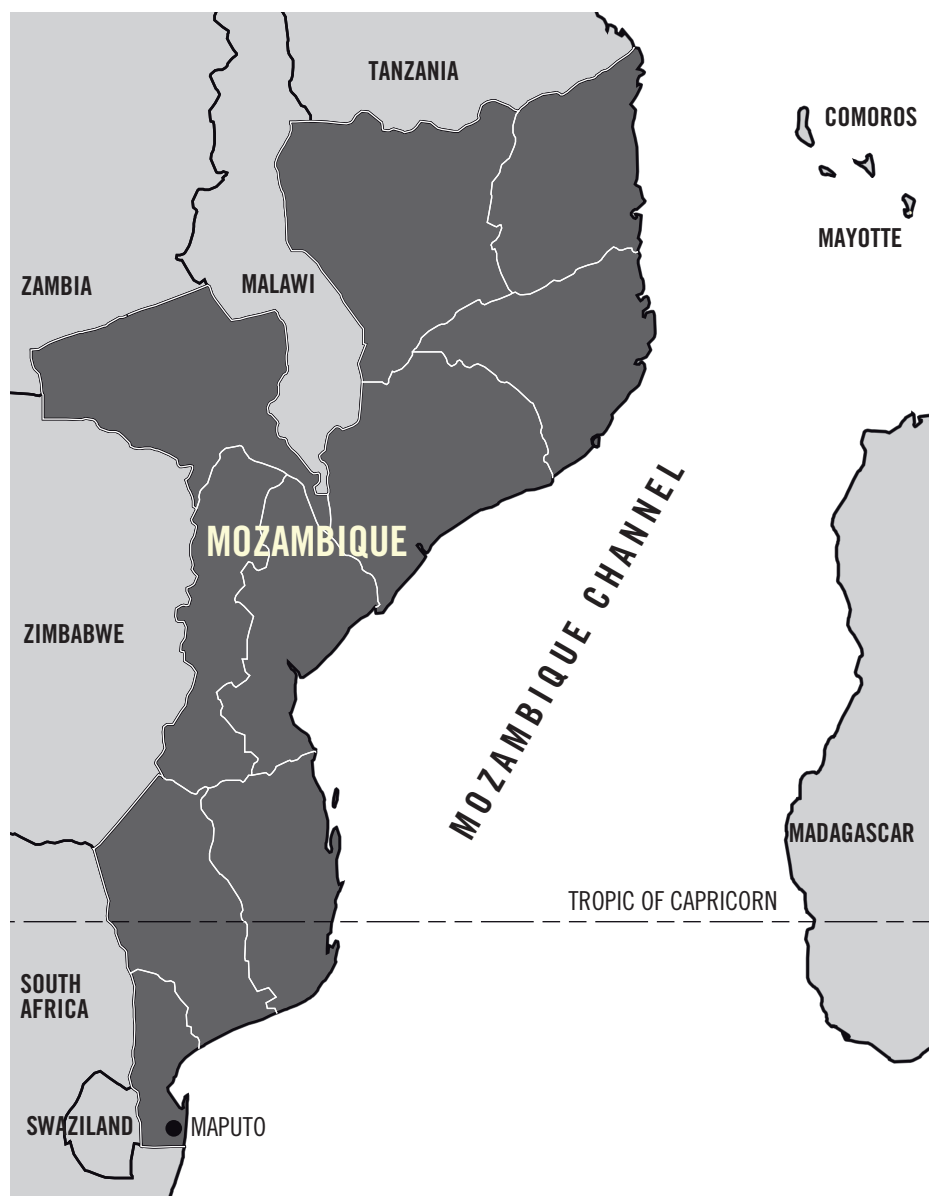 TANZANIA
COMOROS
MAYOTTE
ZAMBIA
MALAWI
MOZAMBIQUE
ZIMBABWE
MOZAMBIQUE CHANNEL
MADAGASCAR
TROPIC OF CAPRICORN
SOUTH
AFRICA
SWAZILAND
MAPUTO